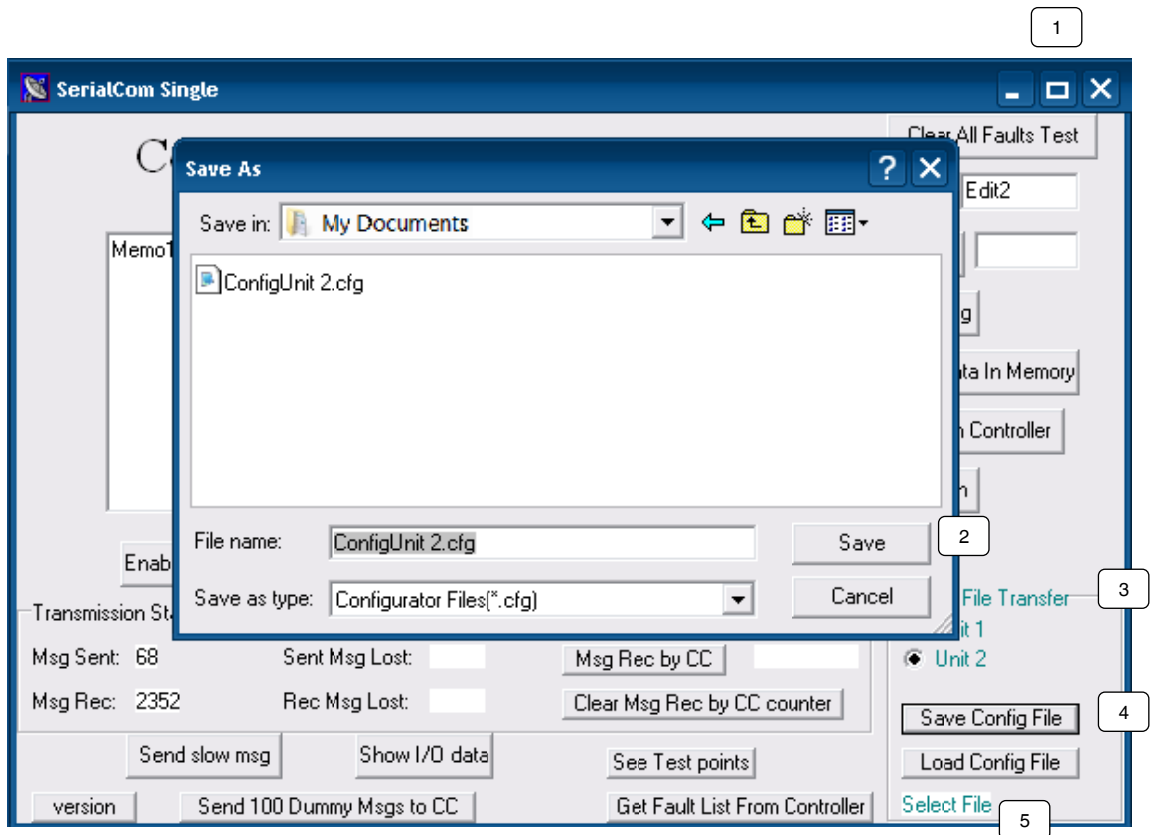 1
SerialCom Single
Clear All Faults Test
Save As
Edit2
Save in: My Documents
Memo1
ConfigUnit 2.cfg
ata In Memory
Controller
File name: ConfigUnit 2.cfg Save 2
Enab
Save as type: Configurator Files(*.cfg) Cancel
3
File Transfer
Transmission Sta
it 1
Msg Sent: 68 Sent Msg Lost: Msg Rec by CC
Unit 2
Msg Rec: 2352 Rec Msg Lost: Clear Msg Rec by CC counter
Save Config File 4
Send slow msg Show I/O data See Test points
Load Config File
version Send 100 Dummy Msgs to CC Get Fault List From Controller
Select File
5